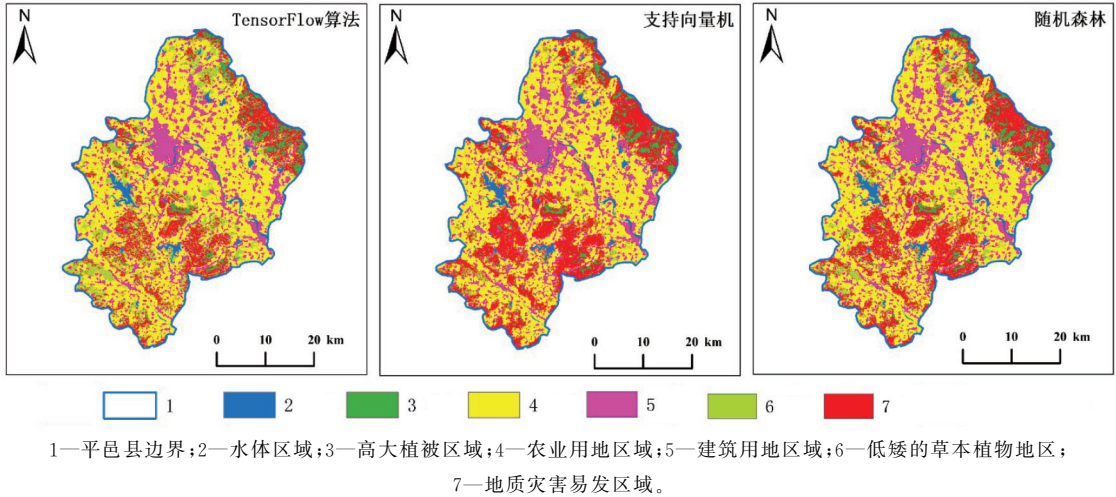 N
TensorFlow算法
0 10 20 km
N
支持向量机
0 10 20 km
N
随机森林
0 10 20 km
1 2 3 4 5 6 7
1—平邑县边界;2—水体区域;3—高大植被区域;4—农业用地区域;5—建筑用地区域;6—低矮的草本植物地区;
7—地质灾害易发区域。